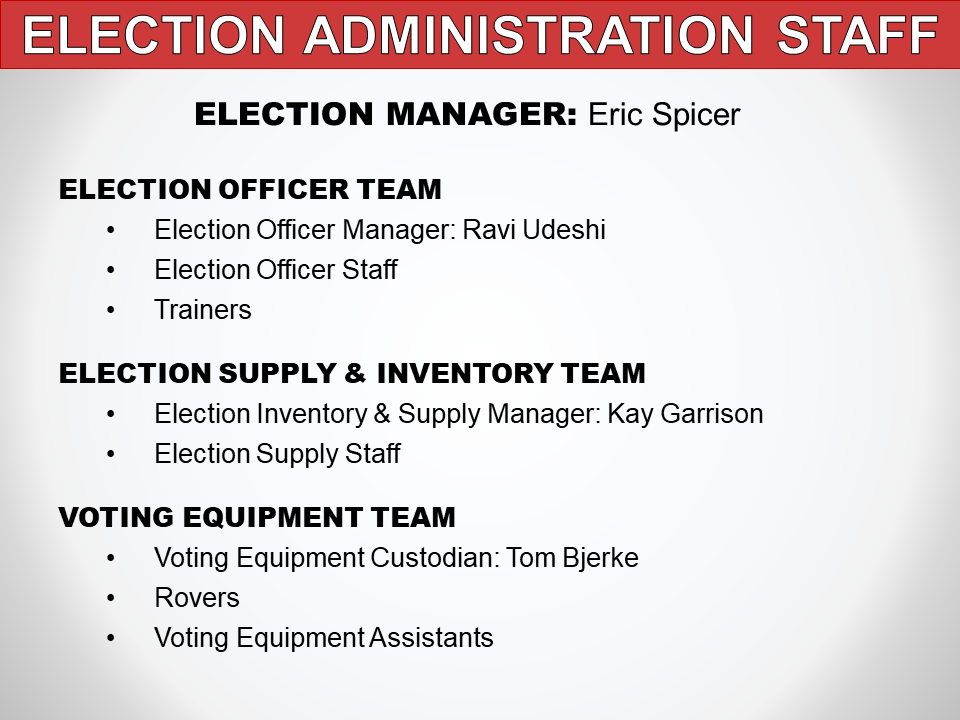 ELECTION ADMINISTRATION STAFF
ELECTION MANAGER: Eric Spicer
ELECTION OFFICER TEAM
• Election Officer Manager: Ravi Udeshi
• Election Officer Staff
• Trainers
ELECTION SUPPLY & INVENTORY TEAM
• Election Inventory & Supply Manager: Kay Garrison
• Election Supply Staff
VOTING EQUIPMENT TEAM
• Voting Equipment Custodian: Tom Bjerke
• Rovers
• Voting Equipment Assistants